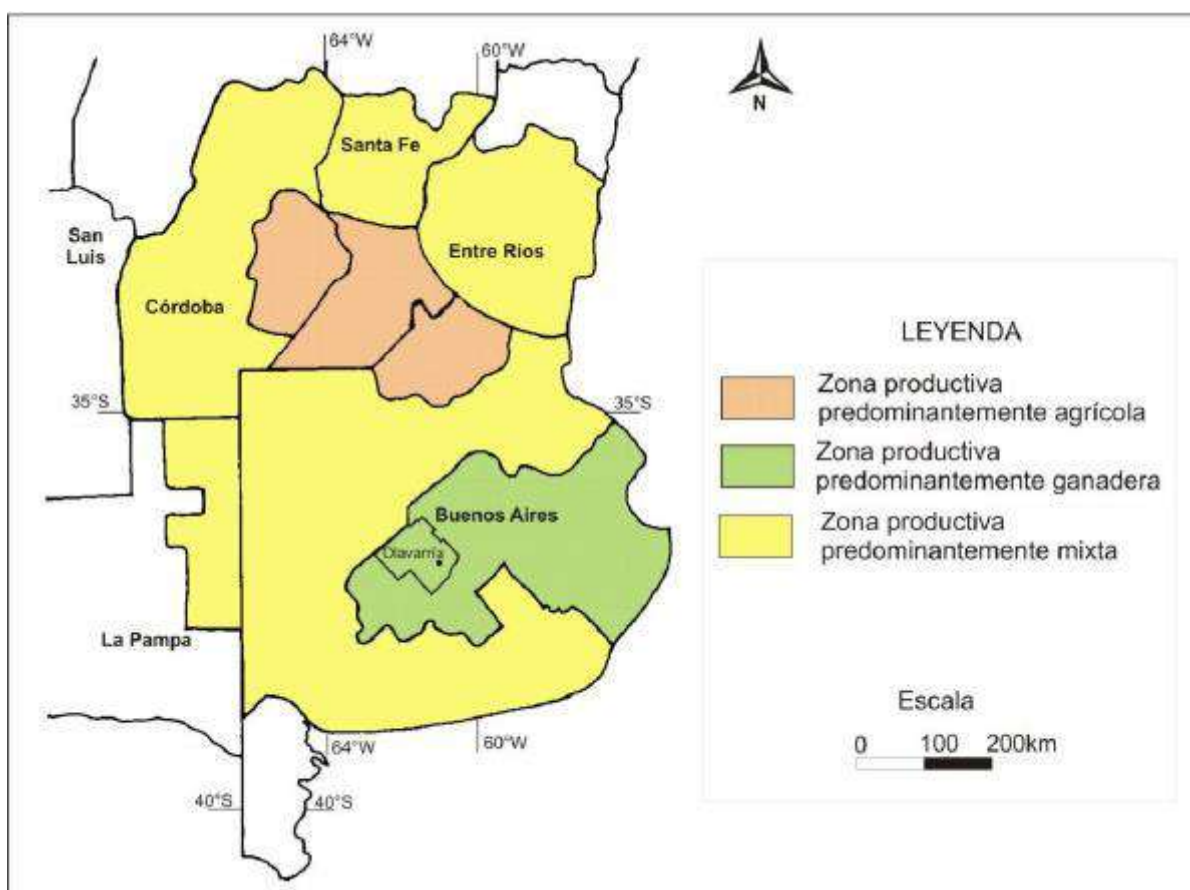 64°W
60°W
N
Santa Fe
San
Luis
Entre Rios
Córdoba
35°S
35°S
Buenos Aires
Olavarría
La Pampa
64°W
60°W
40°S
40°S
LEYENDA
Zona productiva
predominantemente agrícola
Zona productiva
predominantemente ganadera
Zona productiva
predominantemente mixta
Escala
0 100 200km